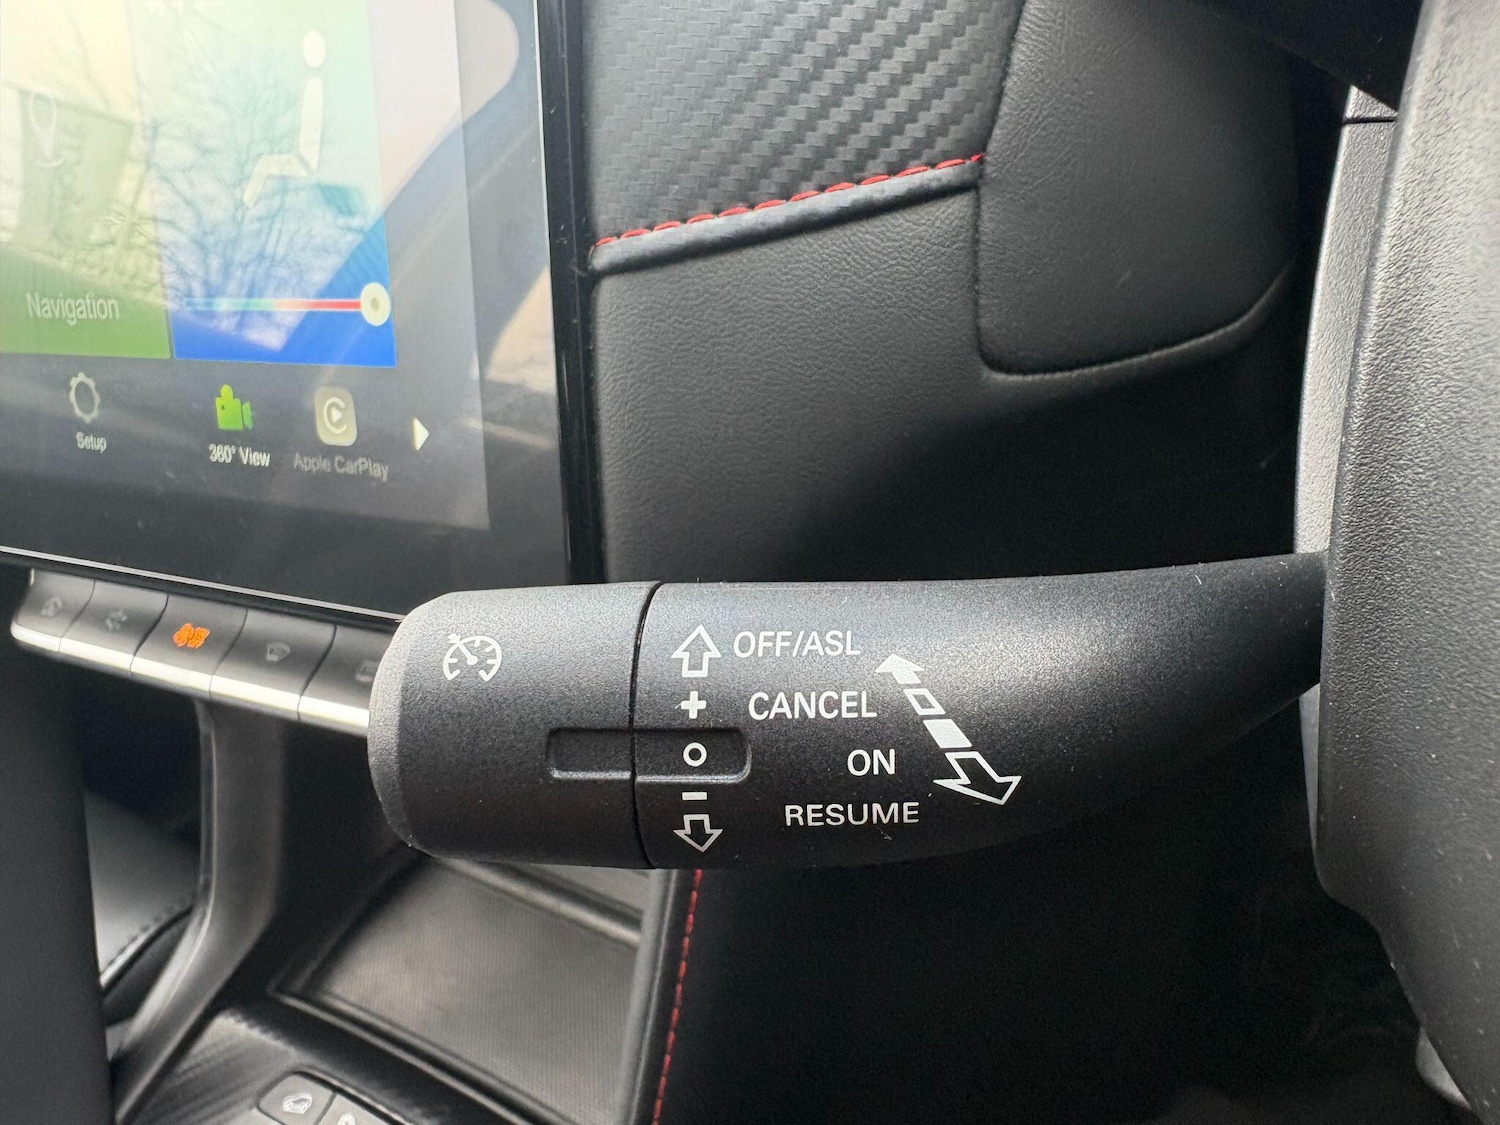 Navigation
Setup
360° View
Apple CarPlay
OFF/ASL
+ CANCEL
O ON
- RESUME